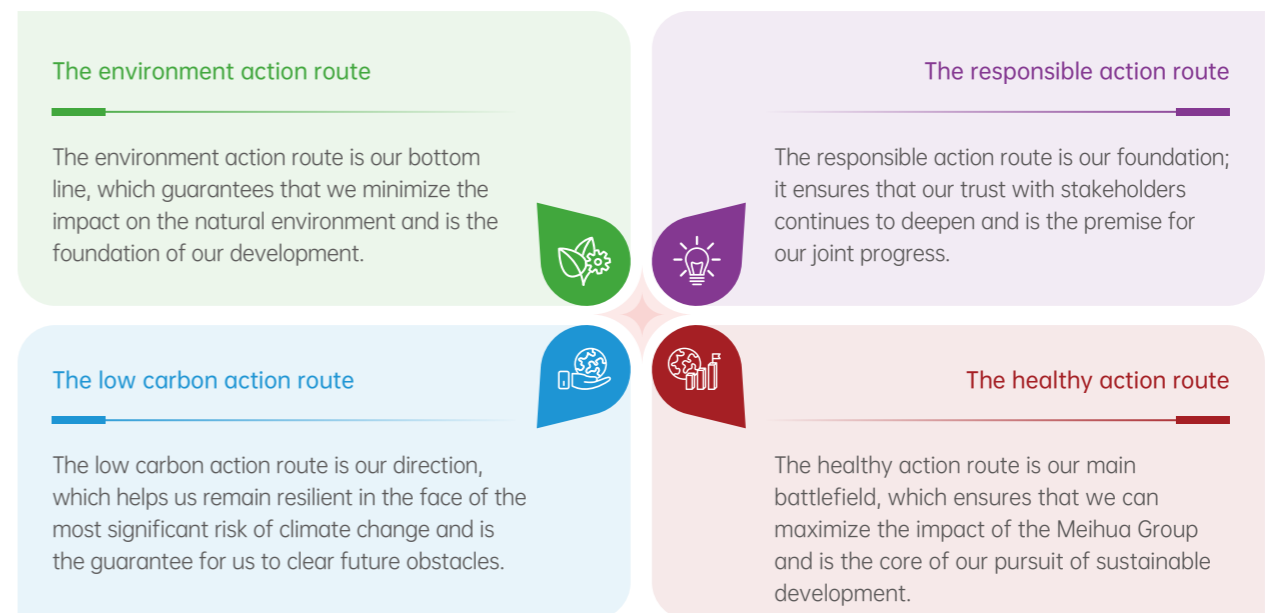 The environment action route
The environment action route is our bottom
line, which guarantees that we minimize the
impact on the natural environment and is the
foundation of our development.
The responsible action route
The responsible action route is our foundation;
it ensures that our trust with stakeholders
continues to deepen and is the premise for
our joint progress.
The low carbon action route
The low carbon action route is our direction,
which helps us remain resilient in the face of the
most significant risk of climate change and is
the guarantee for us to clear future obstacles.
The healthy action route
The healthy action route is our main
battlefield, which ensures that we can
maximize the impact of the Meihua Group
and is the core of our pursuit of sustainable
development.